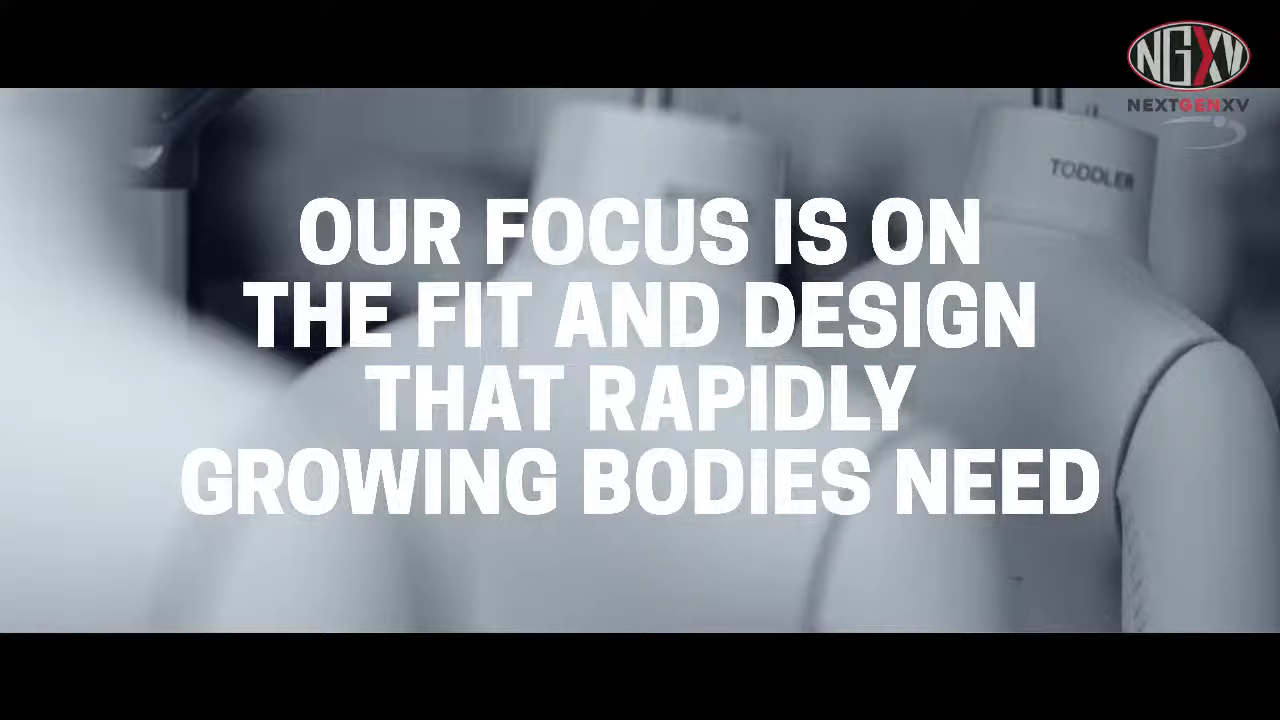 NGXV
NEXTGENXV
TODDLER
OUR FOCUS IS ON
THE FIT AND DESIGN
THAT RAPIDLY
GROWING BODIES NEED